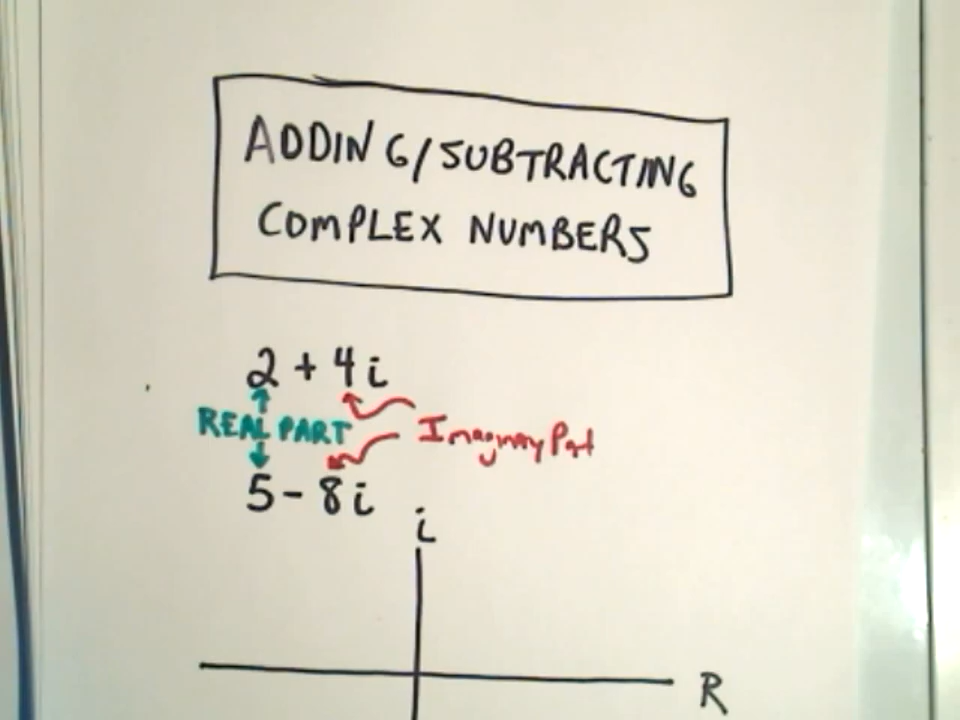 ADDING/SUBTRACTING
COMPLEX NUMBERS
2 + 4i
REAL PART
Imaginary Part
5 - 8i
i
R